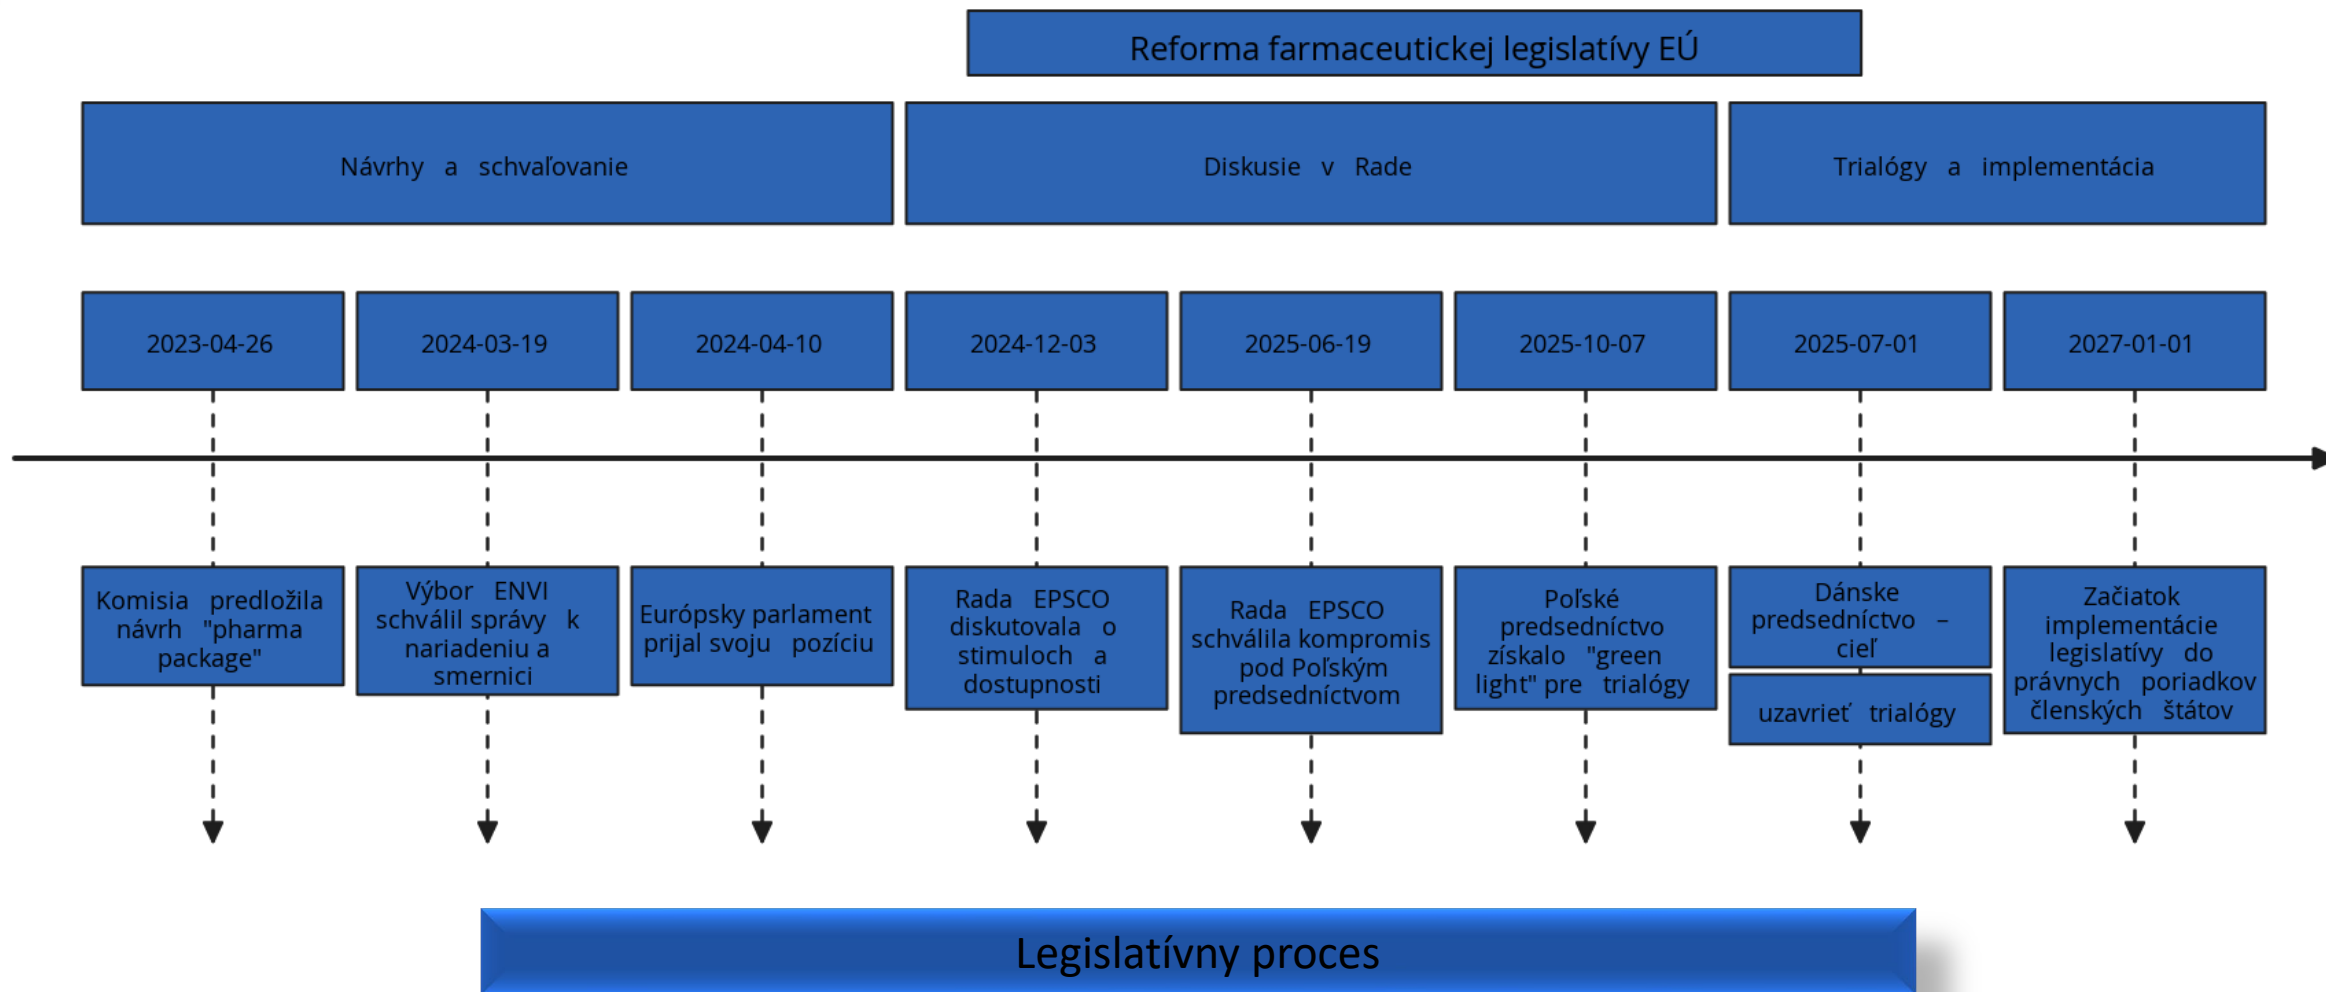 Reforma farmaceutickej legislatívy EÚ
Návrhy a schvaľovanie
Diskusie v Rade
Trialógy a implementácia
2023-04-26
2024-03-19
2024-04-10
2024-12-03
2025-06-19
2025-10-07
2025-07-01
2027-01-01
Komisia predložila
návrh "pharma
package"
Výbor ENVI
schválil správy k
nariadeniu a
smernici
Európsky parlament
prijal svoju pozíciu
Rada EPSCO
diskutovala o
stimuloch a
dostupnosti
Rada EPSCO
schválila kompromis
pod Poľským
predsedníctvom
Poľské
predsedníctvo
získalo "green
light" pre trialógy
Dánske
predsedníctvo –
cieľ
uzavrieť trialógy
Začiatok
implementácie
legislatívy do
právnych poriadkov
členských štátov
Legislatívny proces